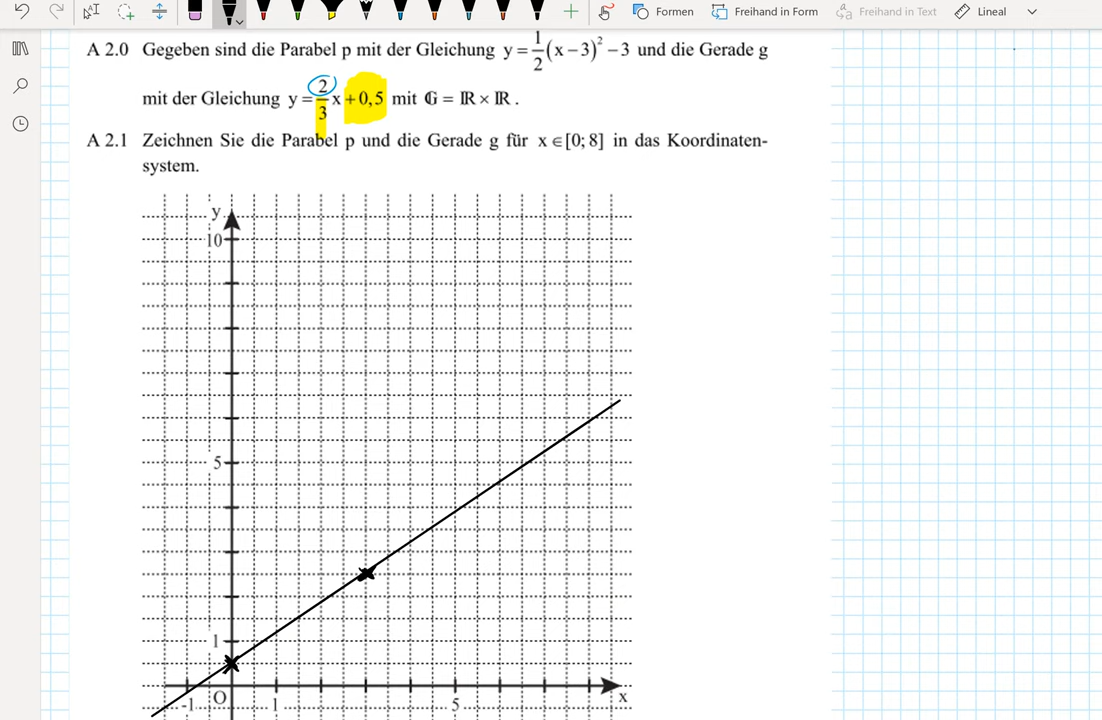 Formen Freihand in Form Freihand in Text Lineal
A 2.0 Gegeben sind die Parabel p mit der Gleichung y = 1/2 (x − 3)² − 3 und die Gerade g
mit der Gleichung y = 2/3 x + 0,5 mit 𝔾 = ℝ × ℝ .
A 2.1 Zeichnen Sie die Parabel p und die Gerade g für x ∈ [0; 8] in das Koordinaten-
system.
y
10
5
1
-1 O 1 5 x